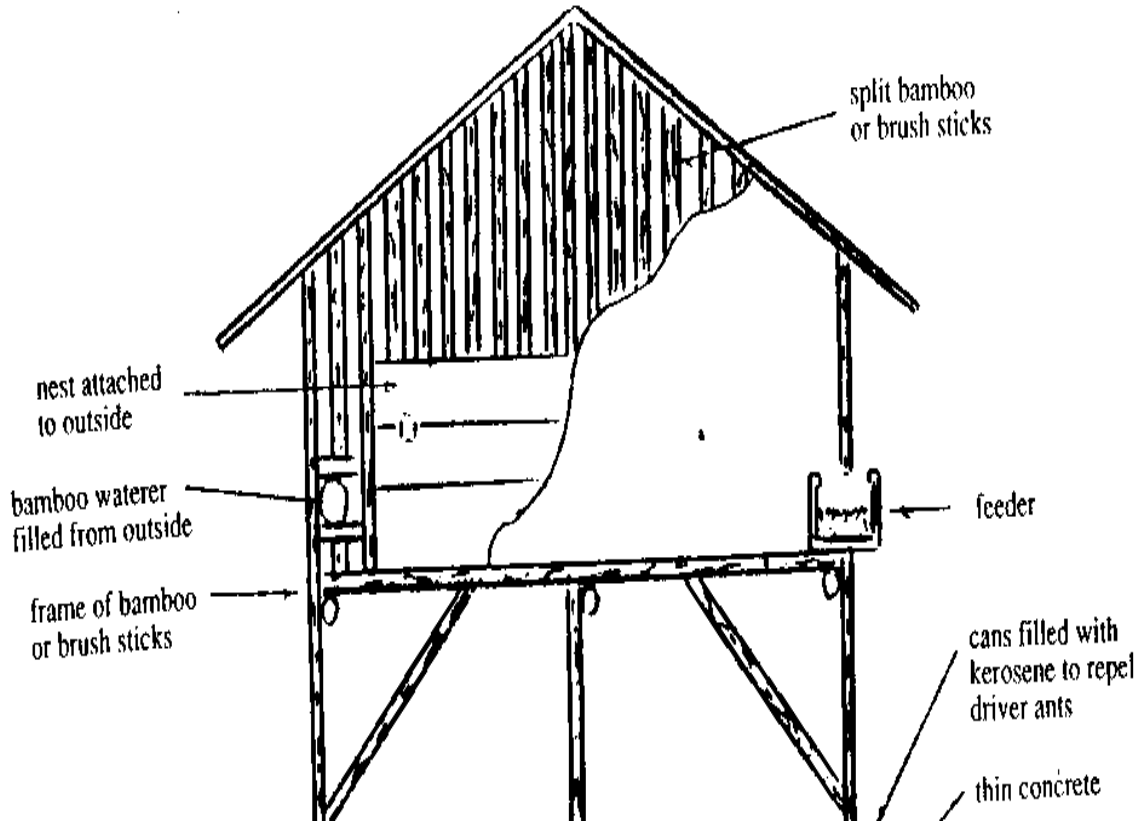 split bamboo
or brush sticks
nest attached
to outside
bamboo waterer
filled from outside
feeder
frame of bamboo
or brush sticks
cans filled with
kerosene to repel
driver ants
thin concrete